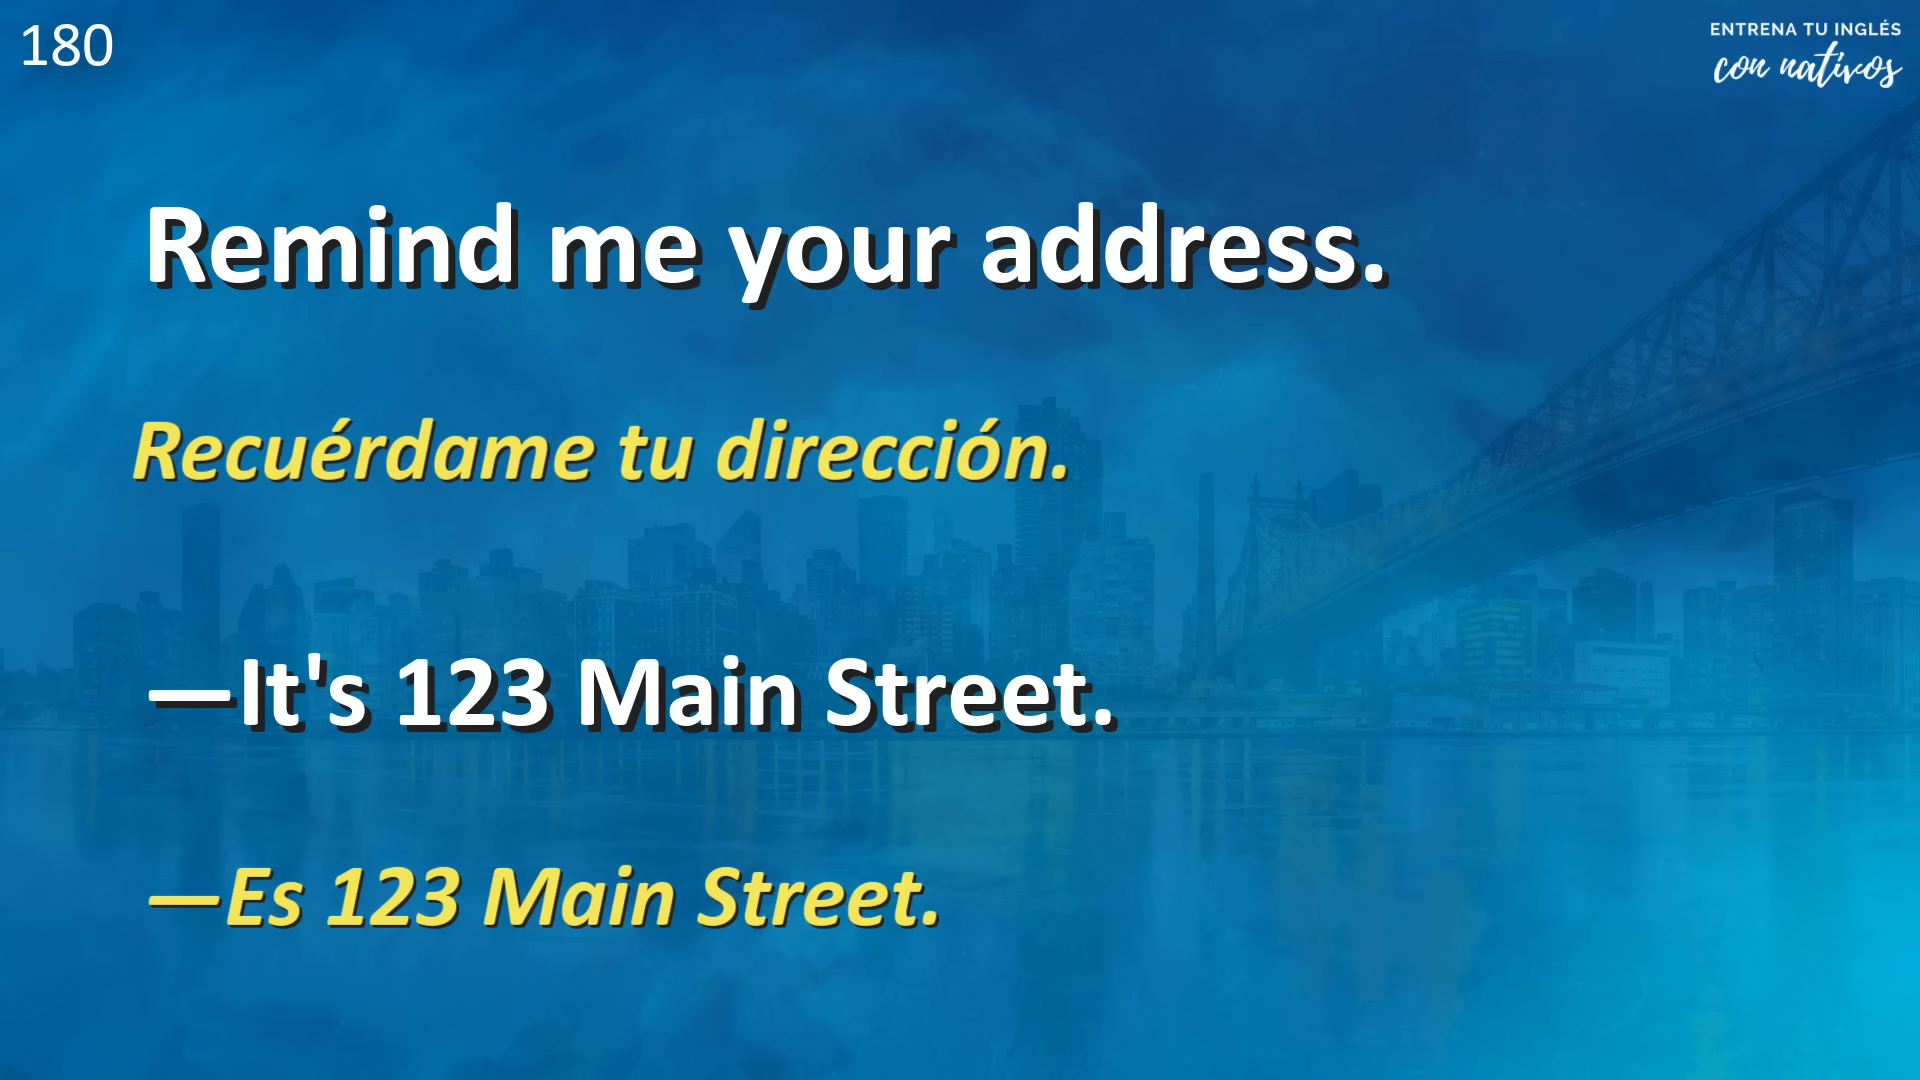 180
ENTRENA TU INGLÉS
con nativos
Remind me your address.
Recuérdame tu dirección.
—It's 123 Main Street.
—Es 123 Main Street.